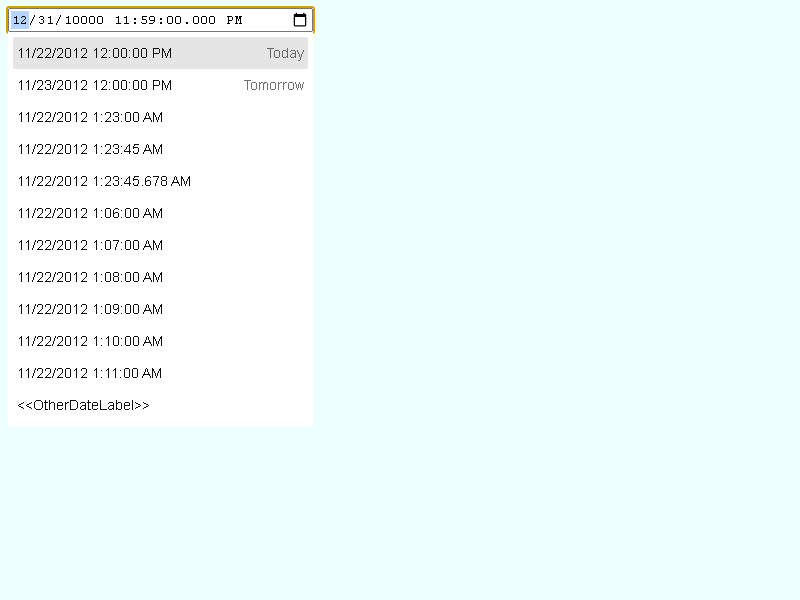 12/31/10000 11:59:00.000 PM
11/22/2012 12:00:00 PM Today
11/23/2012 12:00:00 PM Tomorrow
11/22/2012 1:23:00 AM
11/22/2012 1:23:45 AM
11/22/2012 1:23:45.678 AM
11/22/2012 1:06:00 AM
11/22/2012 1:07:00 AM
11/22/2012 1:08:00 AM
11/22/2012 1:09:00 AM
11/22/2012 1:10:00 AM
11/22/2012 1:11:00 AM
<<OtherDateLabel>>